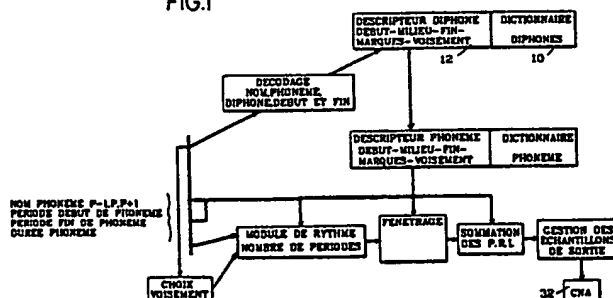 FIG.1
DESCRIPTEUR DIPHONE
DEBUT-MILIEU-FIN-
MARQUES-VOISEMENT
12
DICTIONNAIRE
DIPHONES
10
DECODAGE
NOM,PHONEME,
DIPHONE,DEBUT ET FIN
DESCRIPTEUR PHONEME
DEBUT-MILIEU-FIN-
MARQUES-VOISEMENT
DICTIONNAIRE
PHONEME
NOM PHONEME P-1,P,P+1
PERIODE DEBUT DE PHONEME
PERIODE FIN DE PHONEME
DUREE PHONEME
MODULE DE RYTHME
NOMBRE DE PERIODES
FENETRAGE
SOMMATION
DES P.R.I.
GESTION DES
ECHANTILLONS
DE SORTIE
CHOIX
VOISEMENT
32
CNA